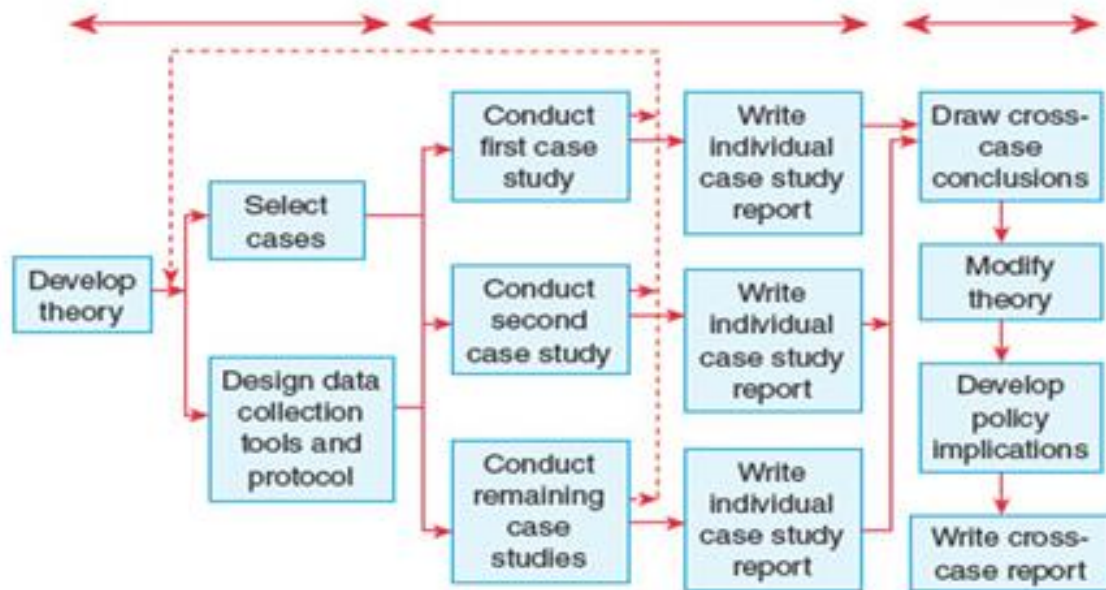 Develop
theory
Select
cases
Design data
collection
tools and
protocol
Conduct
first case
study
Conduct
second
case study
Conduct
remaining
case
studies
Write
individual
case study
report
Write
individual
case study
report
Write
individual
case study
report
Draw cross-
case
conclusions
Modify
theory
Develop
policy
implications
Write cross-
case report